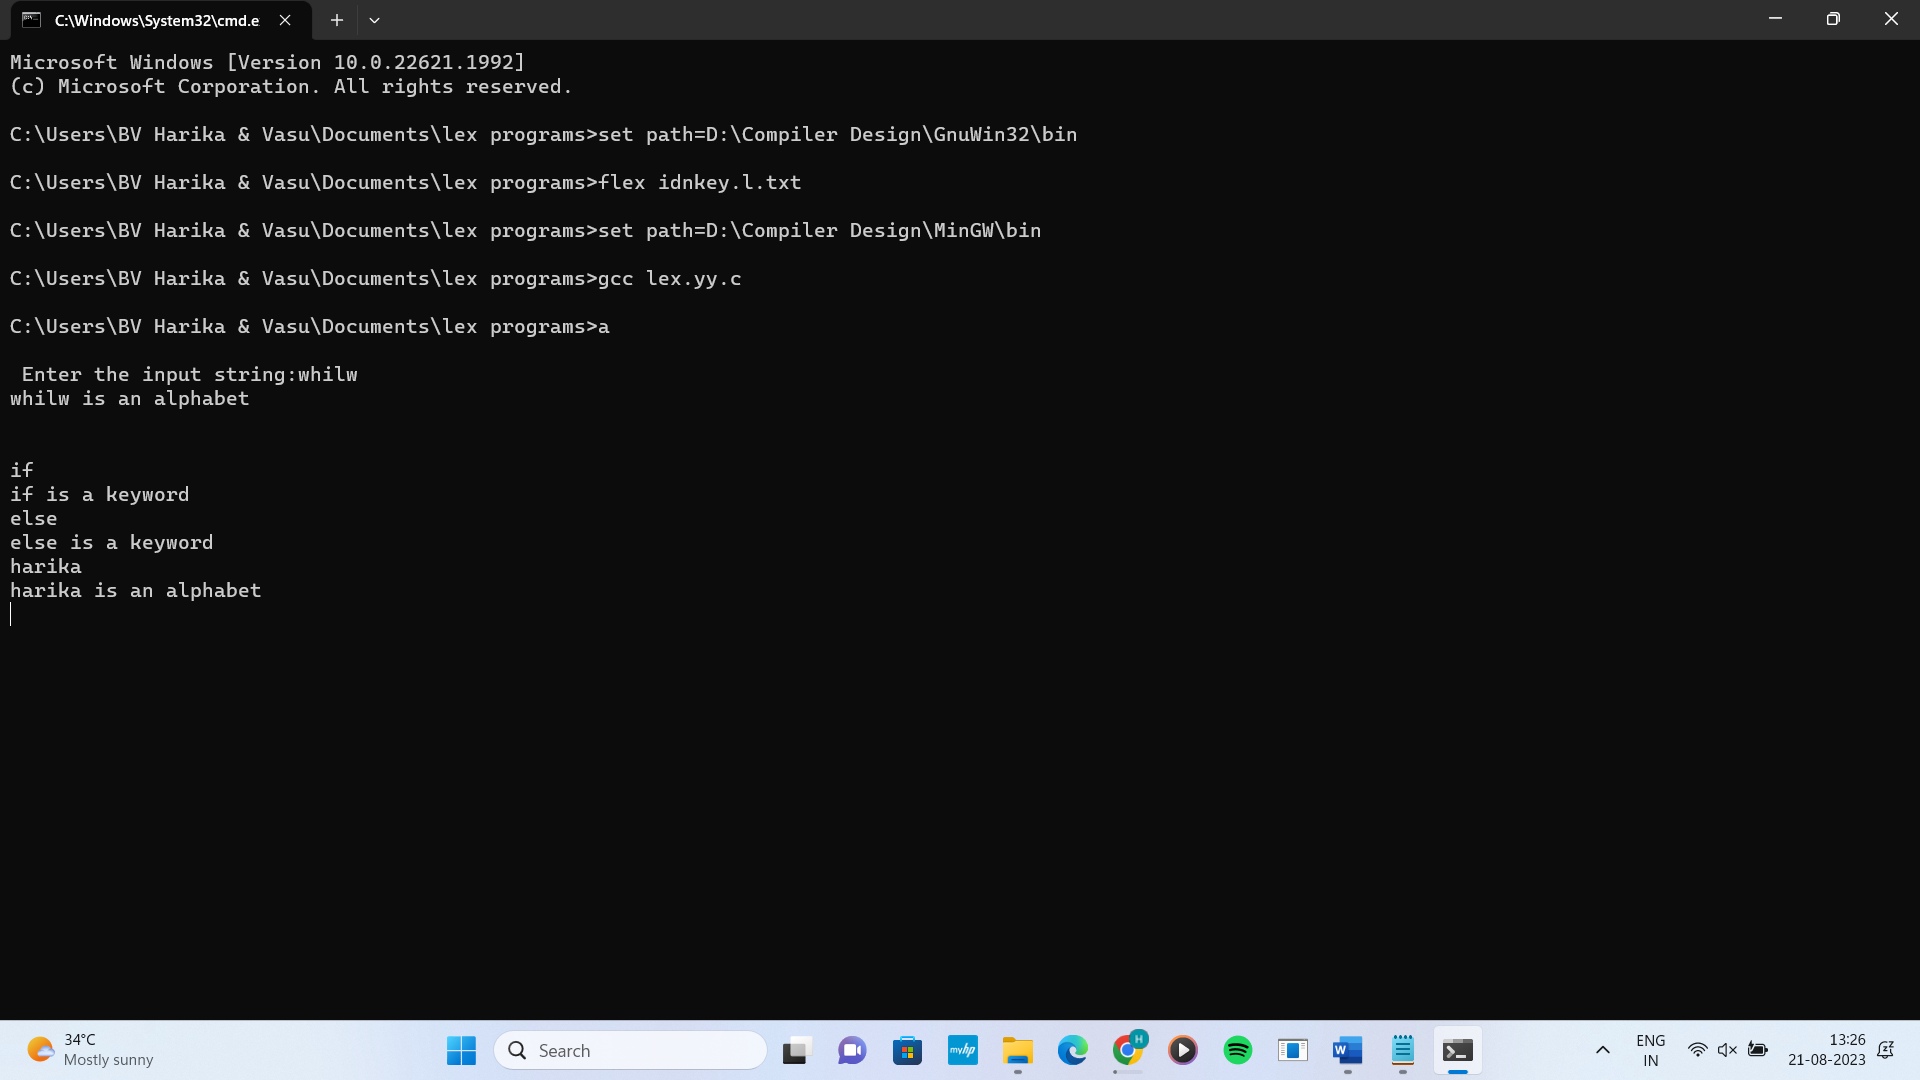 C:\Windows\System32\cmd.e
Microsoft Windows [Version 10.0.22621.1992]
(c) Microsoft Corporation. All rights reserved.
C:\Users\BV Harika & Vasu\Documents\lex programs>set path=D:\Compiler Design\GnuWin32\bin
C:\Users\BV Harika & Vasu\Documents\lex programs>flex idnkey.l.txt
C:\Users\BV Harika & Vasu\Documents\lex programs>set path=D:\Compiler Design\MinGW\bin
C:\Users\BV Harika & Vasu\Documents\lex programs>gcc lex.yy.c
C:\Users\BV Harika & Vasu\Documents\lex programs>a
Enter the input string:whilw
whilw is an alphabet
if
if is a keyword
else
else is a keyword
harika
harika is an alphabet
34°C
Mostly sunny
Search
myhp
H
W
ENG
IN
13:26
21-08-2023